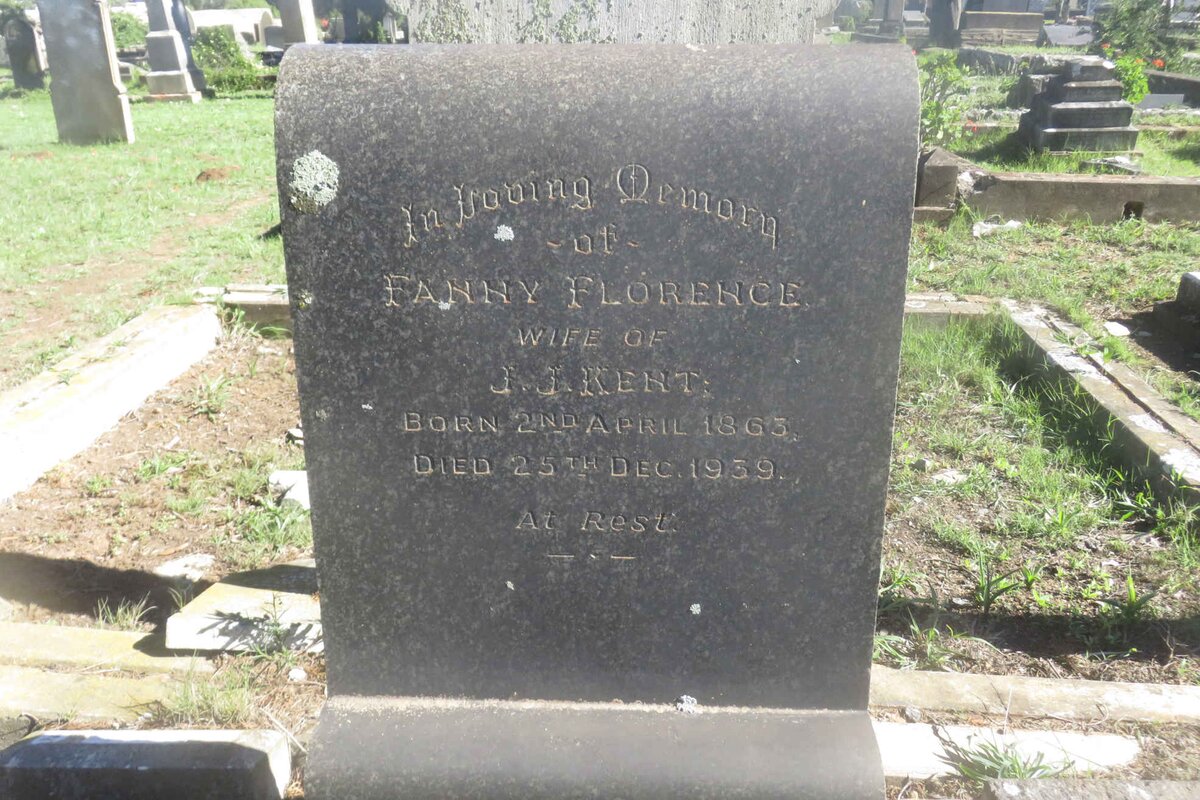 In Loving Memory
- of -
FANNY FLORENCE
WIFE OF
J. J. KENT;
BORN 2ND APRIL 1863,
DIED 25TH DEC. 1939.
At Rest.